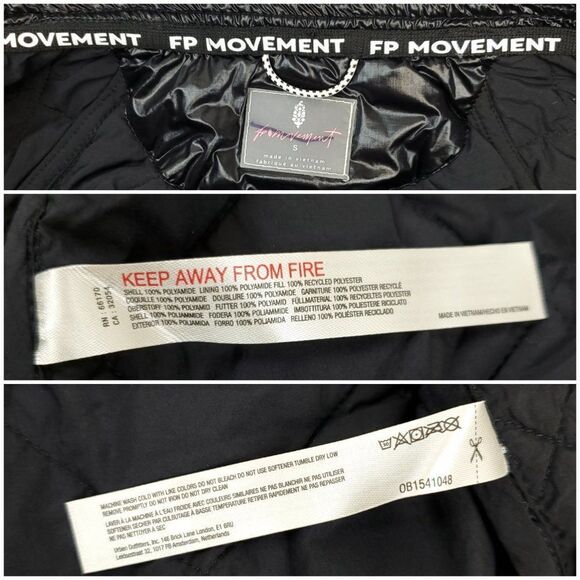 FP MOVEMENT FP MOVEMENT
movement
S
made in vietnam
fabriqué au vietnam
KEEP AWAY FROM FIRE
RN : 66170
CA : 32054
SHELL 100% POLYAMIDE LINING 100% POLYAMIDE FILL 100% RECYCLED POLYESTER
COQUILLE 100% POLYAMIDE DOUBLURE 100% POLYAMIDE GARNITURE 100% POLYESTER RECYCLÉ
OBERSTOFF 100% POLYAMID FUTTER 100% POLYAMID FÜLLMATERIAL 100% RECYCELTES POLYESTER
SHELL 100% POLIAMMIDE FODERA 100% POLIAMMIDE IMBOTTITURA 100% POLIESTERE RICICLATO
EXTERIOR 100% POLIAMIDA FORRO 100% POLIAMIDA RELLENO 100% POLIÉSTER RECICLADO
MADE IN VIETNAM/HECHO EN VIETNAM
MACHINE WASH COLD WITH LIKE COLORS DO NOT BLEACH DO NOT USE SOFTENER TUMBLE DRY LOW
REMOVE PROMPTLY DO NOT IRON DO NOT DRY CLEAN
LAVER À LA MACHINE À L'EAU FROIDE AVEC COULEURS SIMILAIRES NE PAS BLANCHIR NE PAS UTILISER
SOFTENER SÉCHER PAR CULBUTAGE À BASSE TEMPERATURE RETIRER RAPIDEMENT NE PAS REPASSER
NE PAS NETTOYER À SEC
Urban Outfitters, Inc. 146 Brick Lane London, E1 6RU
Leidsestraat 32, 1017 PB Amsterdam, Netherlands
OB1541048